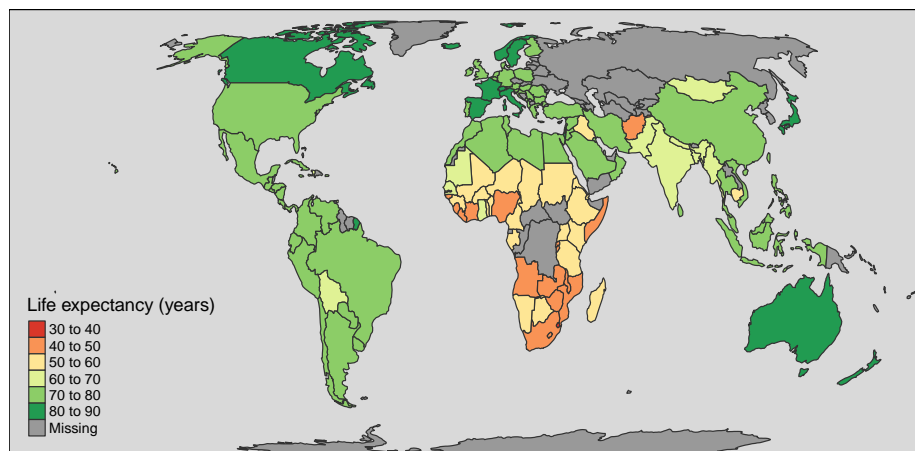 Life expectancy (years)
30 to 40
40 to 50
50 to 60
60 to 70
70 to 80
80 to 90
Missing